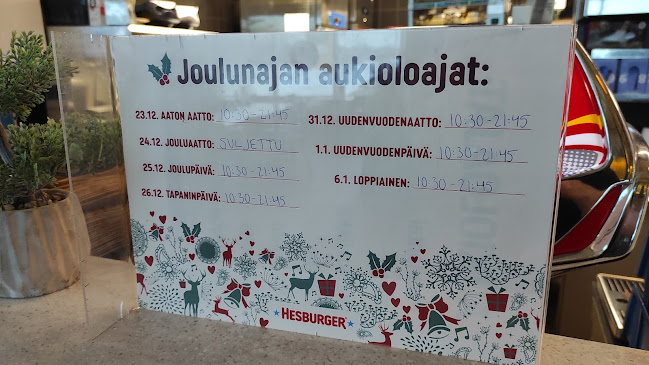 Joulunajan aukioloajat:
23.12. AATON AATTO: 10:30-21:45
24.12. JOULUAATTO: SULJETTU
25.12. JOULUPÄIVÄ: 10:30-21:45
26.12. TAPANINPÄIVÄ: 10:30-21:45
31.12. UUDENVUODENAATTO: 10:30-21:45
1.1. UUDENVUODENPÄIVÄ: 10:30-21:45
6.1. LOPPIAINEN: 10:30-21:45
HESBURGER